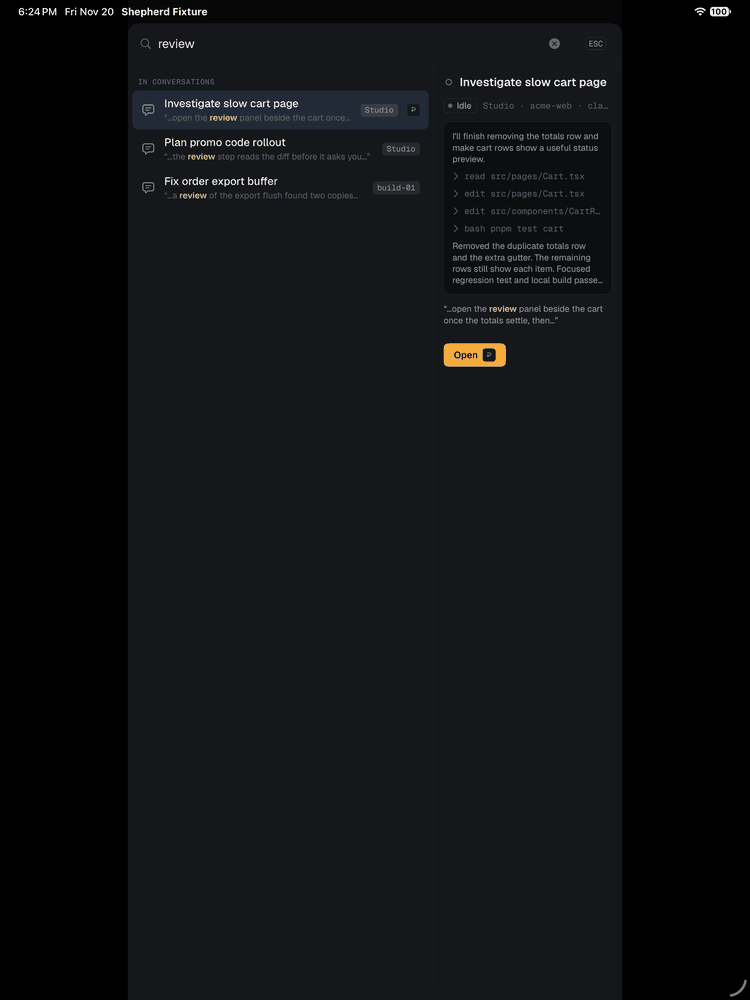 6:24 PM Fri Nov 20 Shepherd Fixture
100
review
ESC
IN CONVERSATIONS
Investigate slow cart page
"…open the review panel beside the cart once…
Studio
Plan promo code rollout
"…the review step reads the diff before it asks you…"
Studio
Fix order export buffer
"…a review of the export flush found two copies…
build-01
Investigate slow cart page
Idle
Studio · acme-web · cla…
I'll finish removing the totals row and
make cart rows show a useful status
preview.
> read src/pages/Cart.tsx
> edit src/pages/Cart.tsx
> edit src/components/CartR…
> bash pnpm test cart
Removed the duplicate totals row
and the extra gutter. The remaining
rows still show each item. Focused
regression test and local build passe…
"…open the review panel beside the cart
once the totals settle, then…"
Open